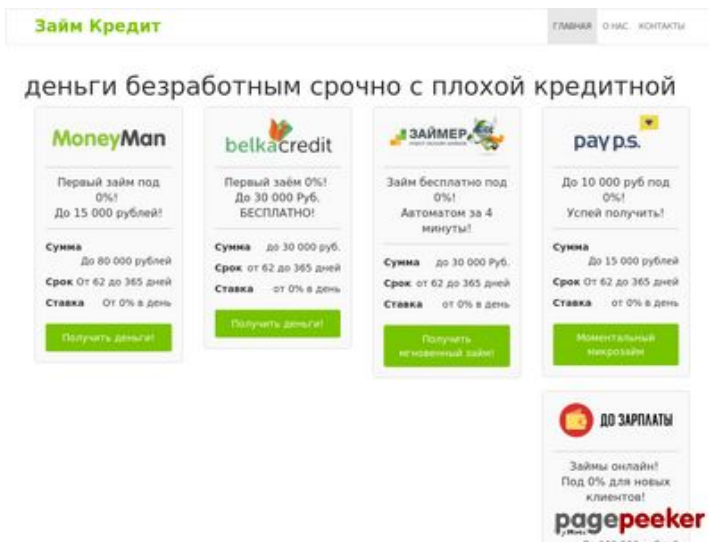 Займ Кредит
ГЛАВНАЯ О НАС КОНТАКТЫ
деньги безработным срочно с плохой кредитной
MoneyMan
Первый займ под
0%!
До 15 000 рублей!
Сумма
До 80 000 рублей
Срок От 62 до 365 дней
Ставка От 0% в день
Получить деньги!
belkacredit
Первый заём 0%!
До 30 000 Руб.
БЕСПЛАТНО!
Сумма до 30 000 руб.
Срок от 62 до 365 дней
Ставка от 0% в день
Получить деньги!
ЗАЙМЕР
Займ бесплатно под
0%!
Автоматом за 4
минуты!
Сумма до 30 000 Руб.
Срок от 62 до 365 дней
Ставка от 0% в день
Получить
мгновенный займ!
pay p.s.
До 10 000 руб под
0%!
Успей получить!
Сумма
До 15 000 рублей
Срок От 62 до 365 дней
Ставка от 0% в день
Моментальный
микрозайм
ДО ЗАРПЛАТЫ
Займы онлайн!
Под 0% для новых
клиентов!
pagepeeker